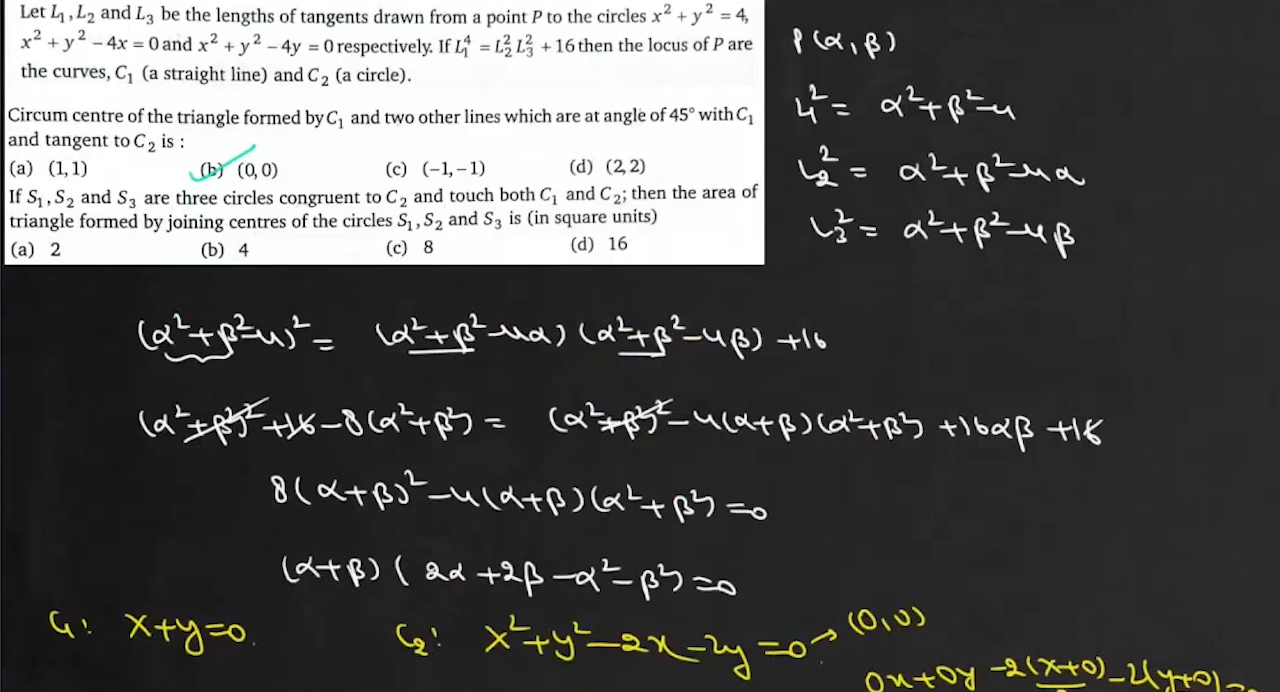 Let L₁, L₂ and L₃ be the lengths of tangents drawn from a point P to the circles x² + y² = 4,
x² + y² – 4x = 0 and x² + y² – 4y = 0 respectively. If L₁⁴ = L₂² L₃² + 16 then the locus of P are
the curves, C₁ (a straight line) and C₂ (a circle).
Circum centre of the triangle formed by C₁ and two other lines which are at angle of 45° with C₁
and tangent to C₂ is :
(a) (1, 1) (b) (0, 0) (c) (–1, –1) (d) (2, 2)
If S₁, S₂ and S₃ are three circles congruent to C₂ and touch both C₁ and C₂; then the area of
triangle formed by joining centres of the circles S₁, S₂ and S₃ is (in square units)
(a) 2 (b) 4 (c) 8 (d) 16
P(α, β)
L₁² = α²+β²-4
L₂² = α²+β²-4α
L₃² = α²+β²-4β
(α²+β²-4)² = (α²+β²-4α)(α²+β²-4β) +16
(α²+β²)²+16-8(α²+β²) = (α²+β²)²-4(α+β)(α²+β²) +16αβ +16
8(α+β)²-4(α+β)(α²+β²)=0
(α+β)(2α+2β-α²-β²)=0
C₁: x+y=0. C₂: x²+y²-2x-2y=0 → (0,0)
0x+0y-2(x+0)-2(y+0)=0